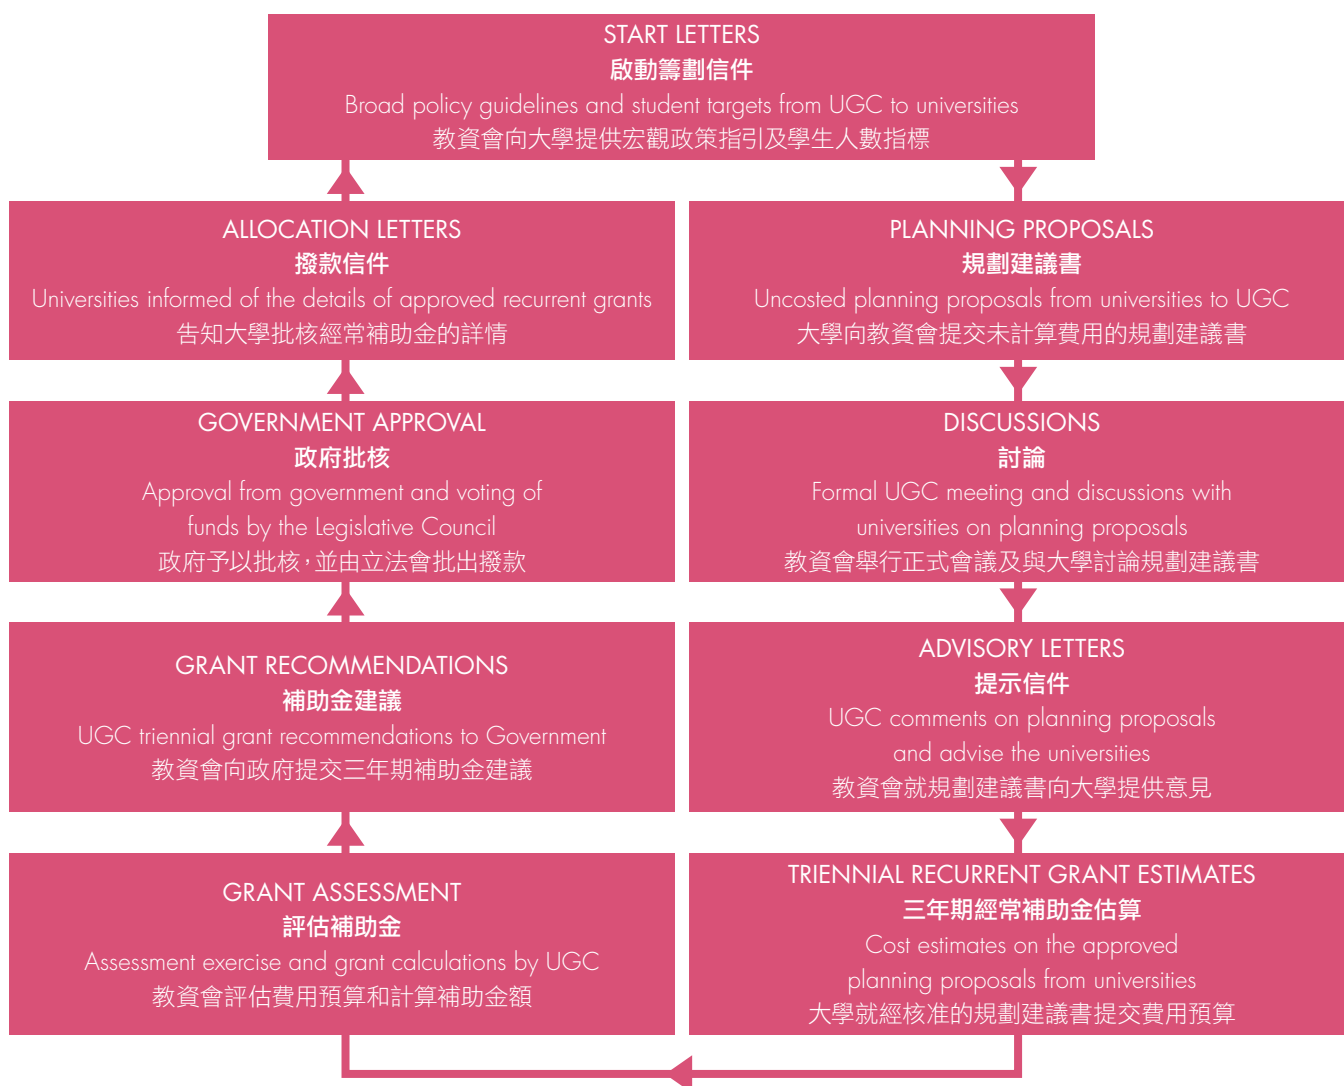 START LETTERS
啟動籌劃信件
Broad policy guidelines and student targets from UGC to universities
教資會向大學提供宏觀政策指引及學生人數指標
PLANNING PROPOSALS
規劃建議書
Uncosted planning proposals from universities to UGC
大學向教資會提交未計算費用的規劃建議書
DISCUSSIONS
討論
Formal UGC meeting and discussions with
universities on planning proposals
教資會舉行正式會議及與大學討論規劃建議書
ADVISORY LETTERS
提示信件
UGC comments on planning proposals
and advise the universities
教資會就規劃建議書向大學提供意見
TRIENNIAL RECURRENT GRANT ESTIMATES
三年期經常補助金估算
Cost estimates on the approved
planning proposals from universities
大學就經核准的規劃建議書提交費用預算
GRANT ASSESSMENT
評估補助金
Assessment exercise and grant calculations by UGC
教資會評估費用預算和計算補助金額
GRANT RECOMMENDATIONS
補助金建議
UGC triennial grant recommendations to Government
教資會向政府提交三年期補助金建議
GOVERNMENT APPROVAL
政府批核
Approval from government and voting of
funds by the Legislative Council
政府予以批核，並由立法會批出撥款
ALLOCATION LETTERS
撥款信件
Universities informed of the details of approved recurrent grants
告知大學批核經常補助金的詳情